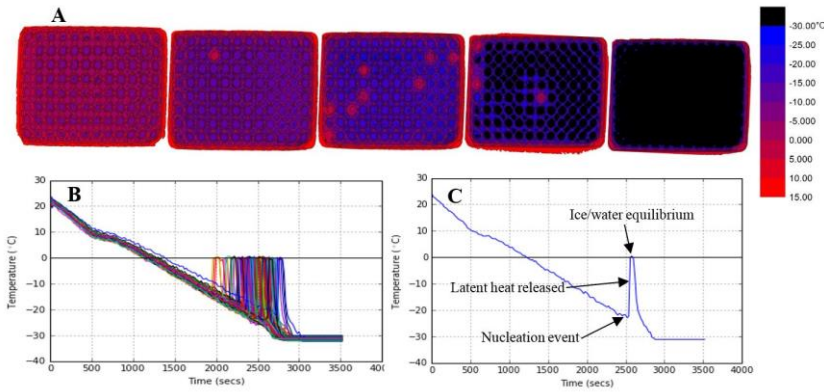 A
-30.00°C
-25.00
-20.00
-15.00
-10.00
-5.000
0.000
5.000
10.00
15.00
B
30
20
10
0
−10
−20
−30
−40
Temperature (°C)
0 500 1000 1500 2000 2500 3000 3500 400
Time (secs)
C
30
20
10
0
−10
−20
−30
−40
Temperature (°C)
0 500 1000 1500 2000 2500 3000 3500 4000
Time (secs)
Ice/water equilibrium
Latent heat released
Nucleation event